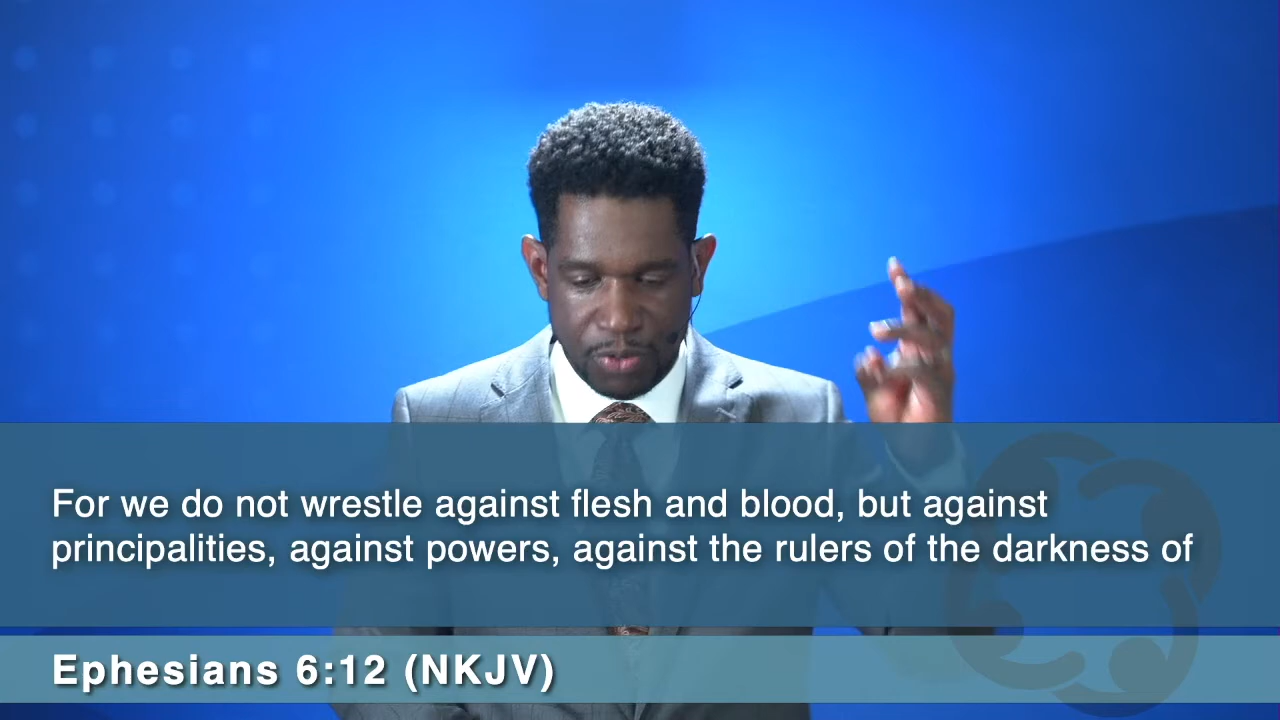 For we do not wrestle against flesh and blood, but against
principalities, against powers, against the rulers of the darkness of
Ephesians 6:12 (NKJV)